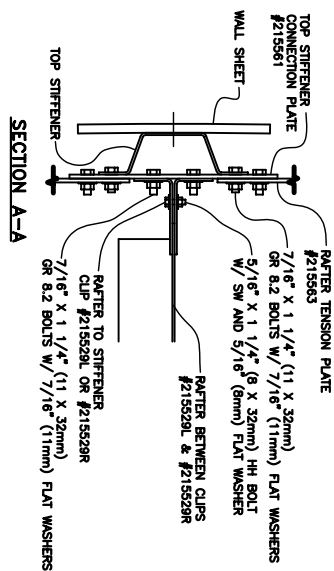 TOP STIFFENER
CONNECTION PLATE
#215561
WALL SHEET
TOP STIFFENER
SECTION A-A
RAFTER TENSION PLATE
#215563
7/16" X 1 1/4" (11 X 32mm)
GR 8.2 BOLTS W/ 7/16" (11mm) FLAT WASHERS
5/16" X 1 1/4" (8 X 32mm) HH BOLT
W/ SW AND 5/16" (8mm) FLAT WASHER
RAFTER BETWEEN CLIPS
#215529L & #215529R
RAFTER TO STIFFENER
CLIP #215529L OR #215529R
7/16" X 1 1/4" (11 X 32mm)
GR 8.2 BOLTS W/ 7/16" (11mm) FLAT WASHERS